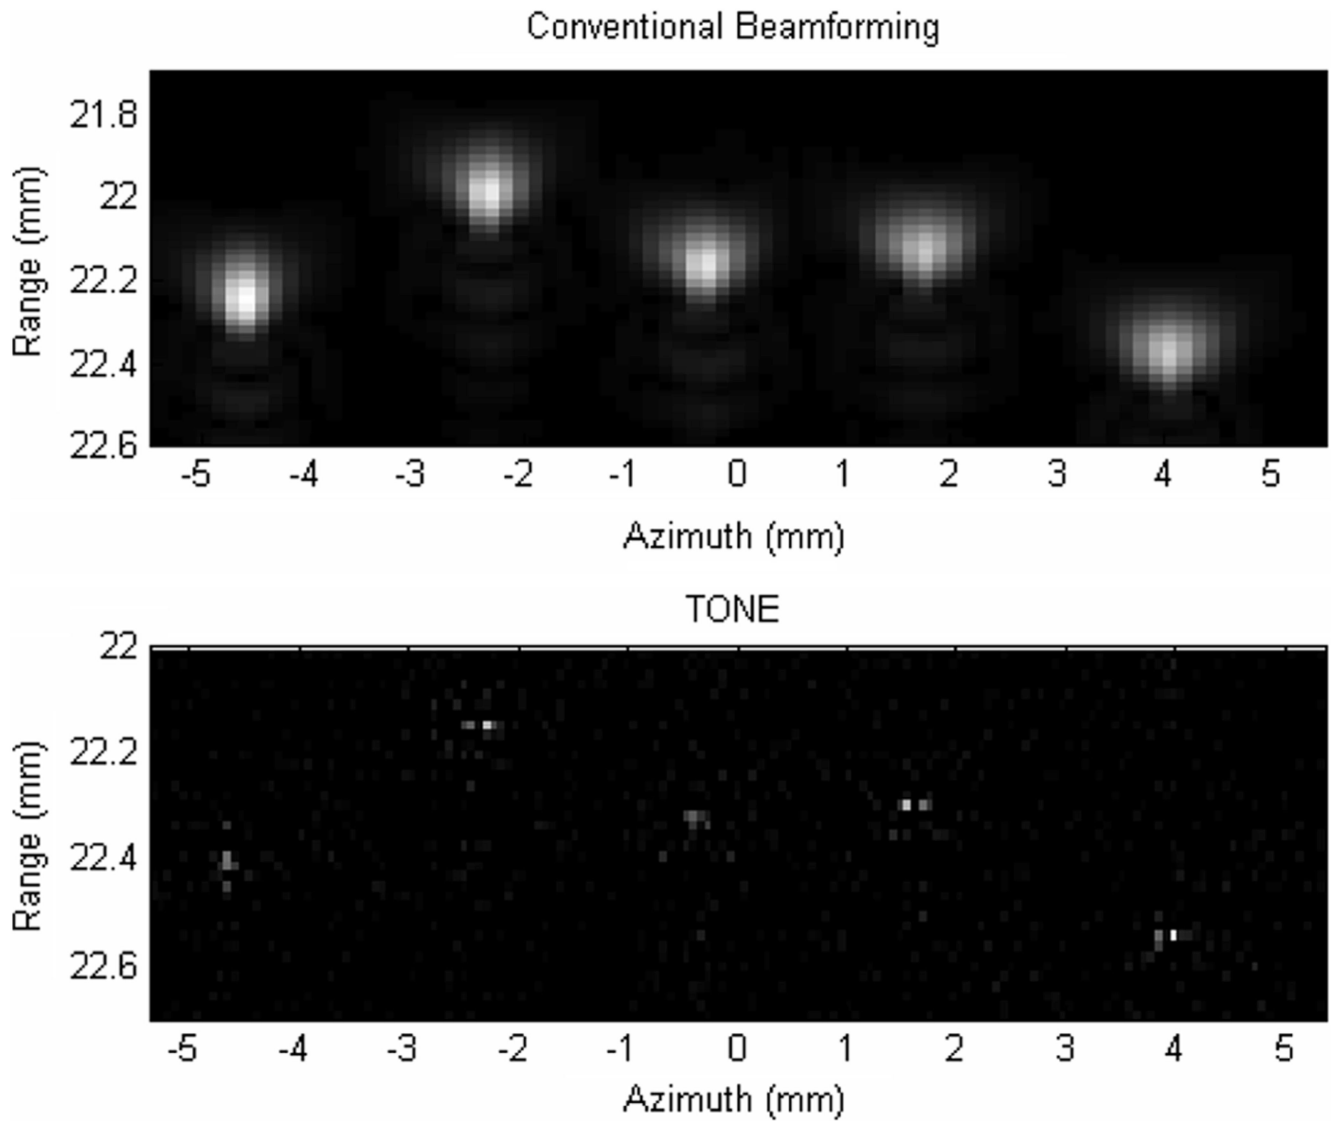 Conventional Beamforming
21.8
22
22.2
22.4
22.6
Range (mm)
-5 -4 -3 -2 -1 0 1 2 3 4 5
Azimuth (mm)
TONE
22
22.2
22.4
22.6
Range (mm)
-5 -4 -3 -2 -1 0 1 2 3 4 5
Azimuth (mm)